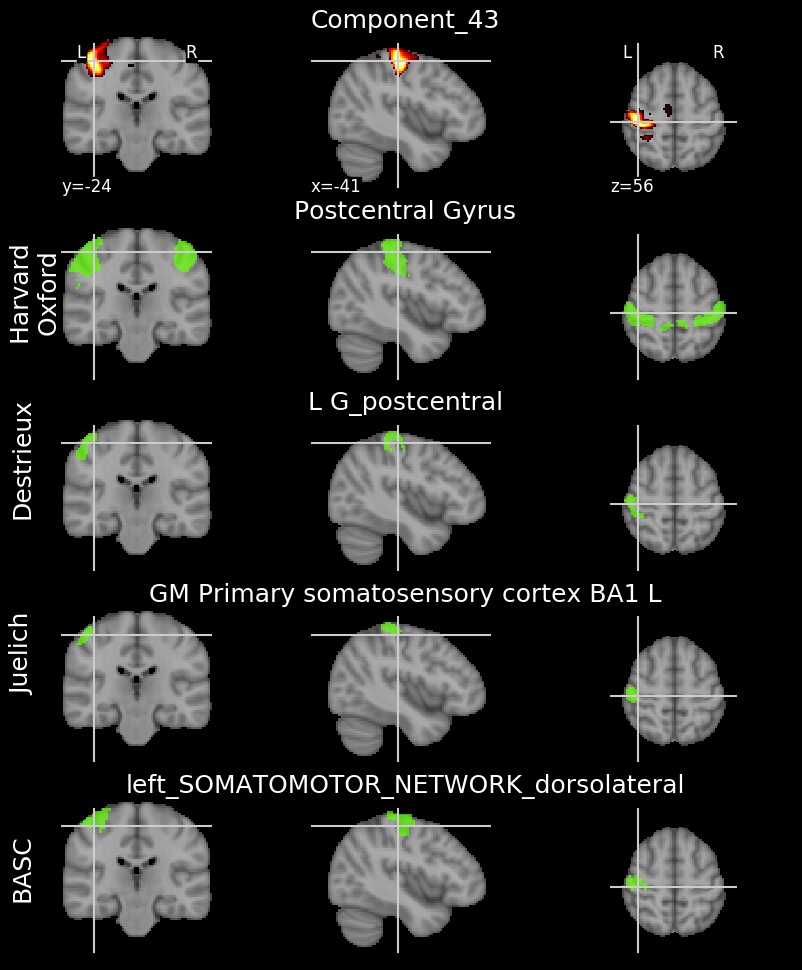 Component_43
L R
L R
y=-24
x=-41
z=56
Postcentral Gyrus
Harvard
Oxford
L G_postcentral
Destrieux
GM Primary somatosensory cortex BA1 L
Juelich
left_SOMATOMOTOR_NETWORK_dorsolateral
BASC